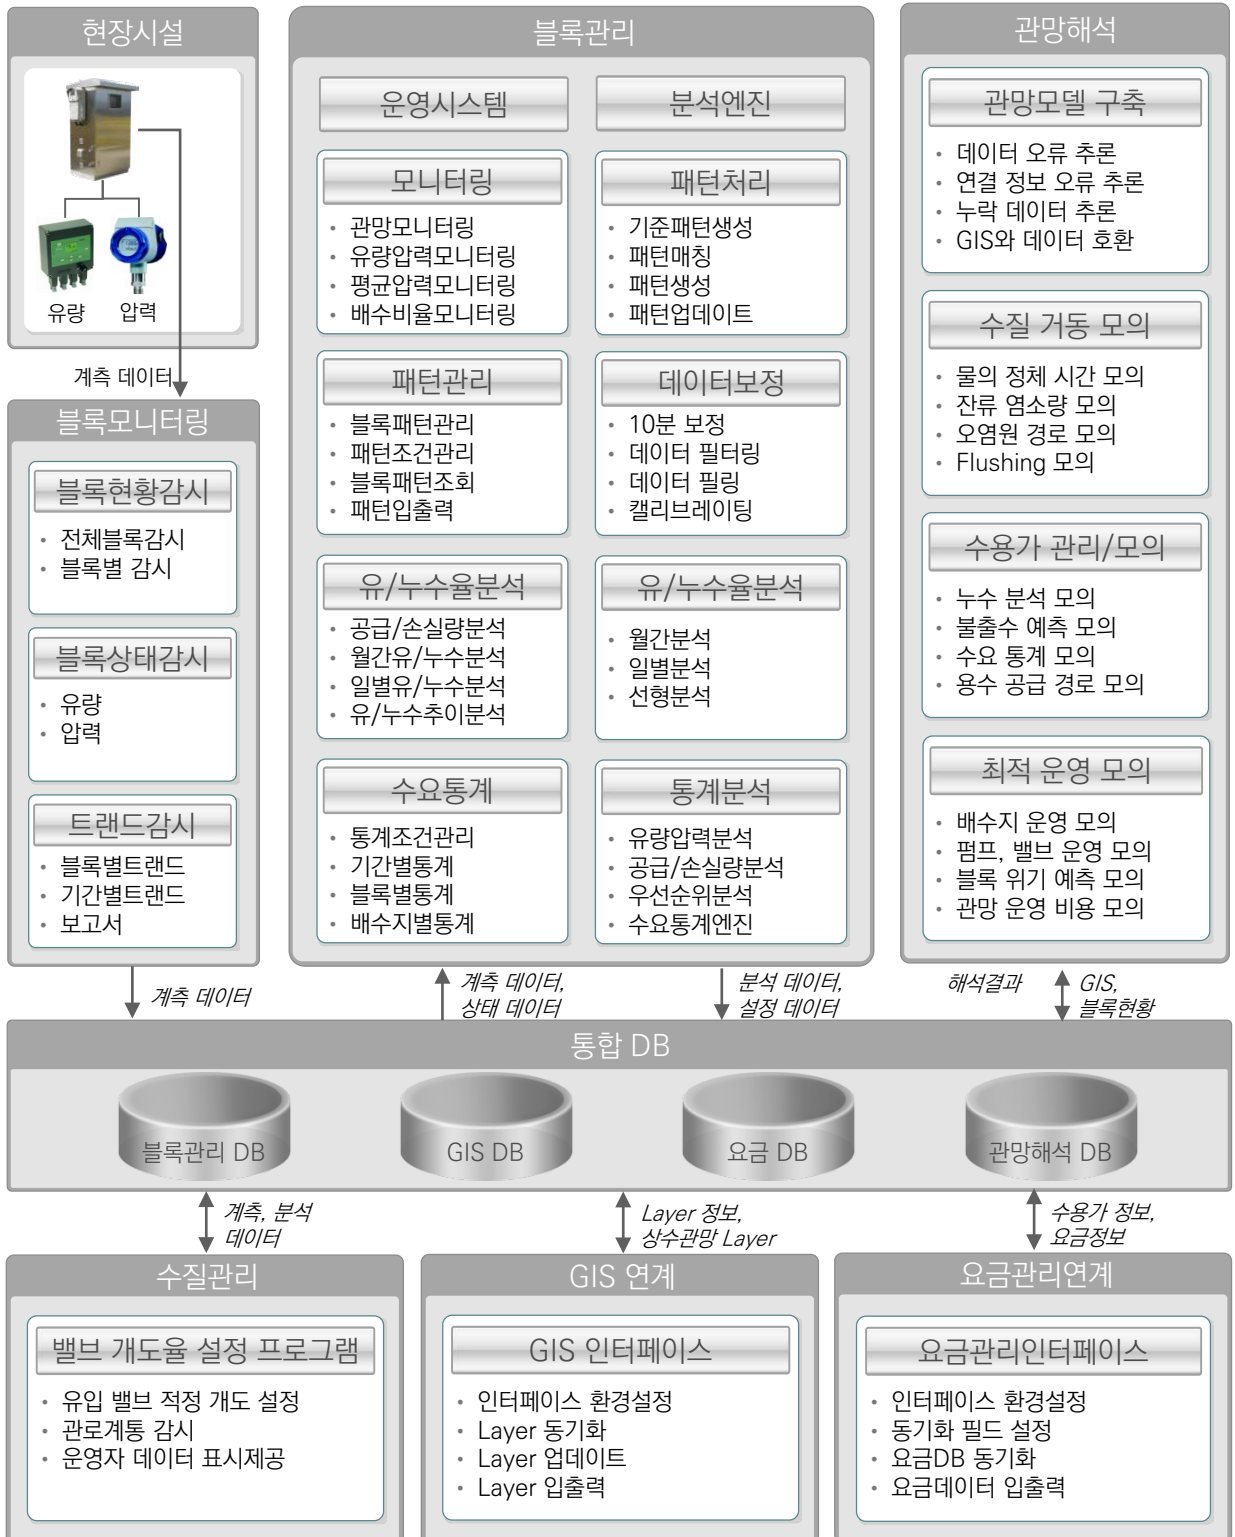 현장시설
유량
압력
계측 데이터
블록모니터링
블록현황감시
• 전체블록감시
• 블록별 감시
블록상태감시
• 유량
• 압력
트랜드감시
• 블록별트랜드
• 기간별트랜드
• 보고서
블록관리
운영시스템
모니터링
• 관망모니터링
• 유량압력모니터링
• 평균압력모니터링
• 배수비율모니터링
패턴관리
• 블록패턴관리
• 패턴조건관리
• 블록패턴조회
• 패턴입출력
유/누수율분석
• 공급/손실량분석
• 월간유/누수분석
• 일별유/누수분석
• 유/누수추이분석
수요통계
• 통계조건관리
• 기간별통계
• 블록별통계
• 배수지별통계
분석엔진
패턴처리
• 기준패턴생성
• 패턴매칭
• 패턴생성
• 패턴업데이트
데이터보정
• 10분 보정
• 데이터 필터링
• 데이터 필링
• 캘리브레이팅
유/누수율분석
• 월간분석
• 일별분석
• 선형분석
통계분석
• 유량압력분석
• 공급/손실량분석
• 우선순위분석
• 수요통계엔진
관망해석
관망모델 구축
• 데이터 오류 추론
• 연결 정보 오류 추론
• 누락 데이터 추론
• GIS와 데이터 호환
수질 거동 모의
• 물의 정체 시간 모의
• 잔류 염소량 모의
• 오염원 경로 모의
• Flushing 모의
수용가 관리/모의
• 누수 분석 모의
• 불출수 예측 모의
• 수요 통계 모의
• 용수 공급 경로 모의
최적 운영 모의
• 배수지 운영 모의
• 펌프, 밸브 운영 모의
• 블록 위기 예측 모의
• 관망 운영 비용 모의
계측 데이터
계측 데이터,
상태 데이터
분석 데이터,
설정 데이터
해석결과
GIS,
블록현황
통합 DB
블록관리 DB
GIS DB
요금 DB
관망해석 DB
계측, 분석
데이터
Layer 정보,
상수관망 Layer
수용가 정보,
요금정보
수질관리
밸브 개도율 설정 프로그램
• 유입 밸브 적정 개도 설정
• 관로계통 감시
• 운영자 데이터 표시제공
GIS 연계
GIS 인터페이스
• 인터페이스 환경설정
• Layer 동기화
• Layer 업데이트
• Layer 입출력
요금관리연계
요금관리인터페이스
• 인터페이스 환경설정
• 동기화 필드 설정
• 요금DB 동기화
• 요금데이터 입출력